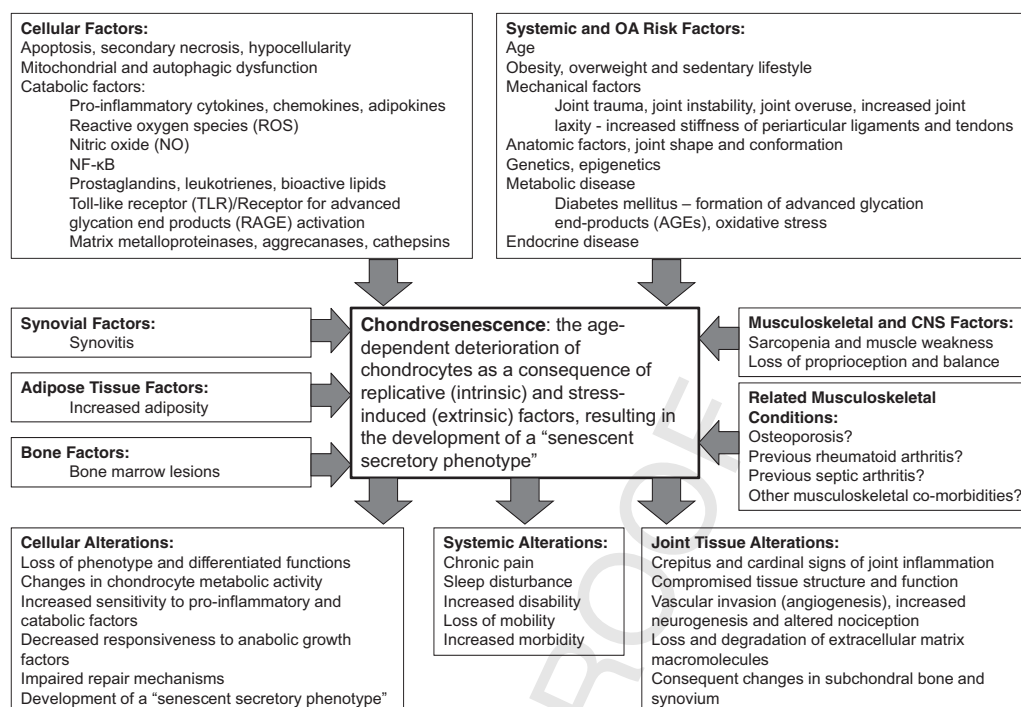 Cellular Factors:
Apoptosis, secondary necrosis, hypocellularity
Mitochondrial and autophagic dysfunction
Catabolic factors:
Pro-inflammatory cytokines, chemokines, adipokines
Reactive oxygen species (ROS)
Nitric oxide (NO)
NF-κB
Prostaglandins, leukotrienes, bioactive lipids
Toll-like receptor (TLR)/Receptor for advanced
glycation end products (RAGE) activation
Matrix metalloproteinases, aggrecanases, cathepsins
Systemic and OA Risk Factors:
Age
Obesity, overweight and sedentary lifestyle
Mechanical factors
Joint trauma, joint instability, joint overuse, increased joint
laxity - increased stiffness of periarticular ligaments and tendons
Anatomic factors, joint shape and conformation
Genetics, epigenetics
Metabolic disease
Diabetes mellitus – formation of advanced glycation
end-products (AGEs), oxidative stress
Endocrine disease
Synovial Factors:
Synovitis
Adipose Tissue Factors:
Increased adiposity
Bone Factors:
Bone marrow lesions
Chondrosenescence: the age-
dependent deterioration of
chondrocytes as a consequence of
replicative (intrinsic) and stress-
induced (extrinsic) factors, resulting in
the development of a “senescent
secretory phenotype”
Musculoskeletal and CNS Factors:
Sarcopenia and muscle weakness
Loss of proprioception and balance
Related Musculoskeletal
Conditions:
Osteoporosis?
Previous rheumatoid arthritis?
Previous septic arthritis?
Other musculoskeletal co-morbidities?
Cellular Alterations:
Loss of phenotype and differentiated functions
Changes in chondrocyte metabolic activity
Increased sensitivity to pro-inflammatory and
catabolic factors
Decreased responsiveness to anabolic growth
factors
Impaired repair mechanisms
Development of a “senescent secretory phenotype”
Systemic Alterations:
Chronic pain
Sleep disturbance
Increased disability
Loss of mobility
Increased morbidity
Joint Tissue Alterations:
Crepitus and cardinal signs of joint inflammation
Compromised tissue structure and function
Vascular invasion (angiogenesis), increased
neurogenesis and altered nociception
Loss and degradation of extracellular matrix
macromolecules
Consequent changes in subchondral bone and
synovium
ROOF